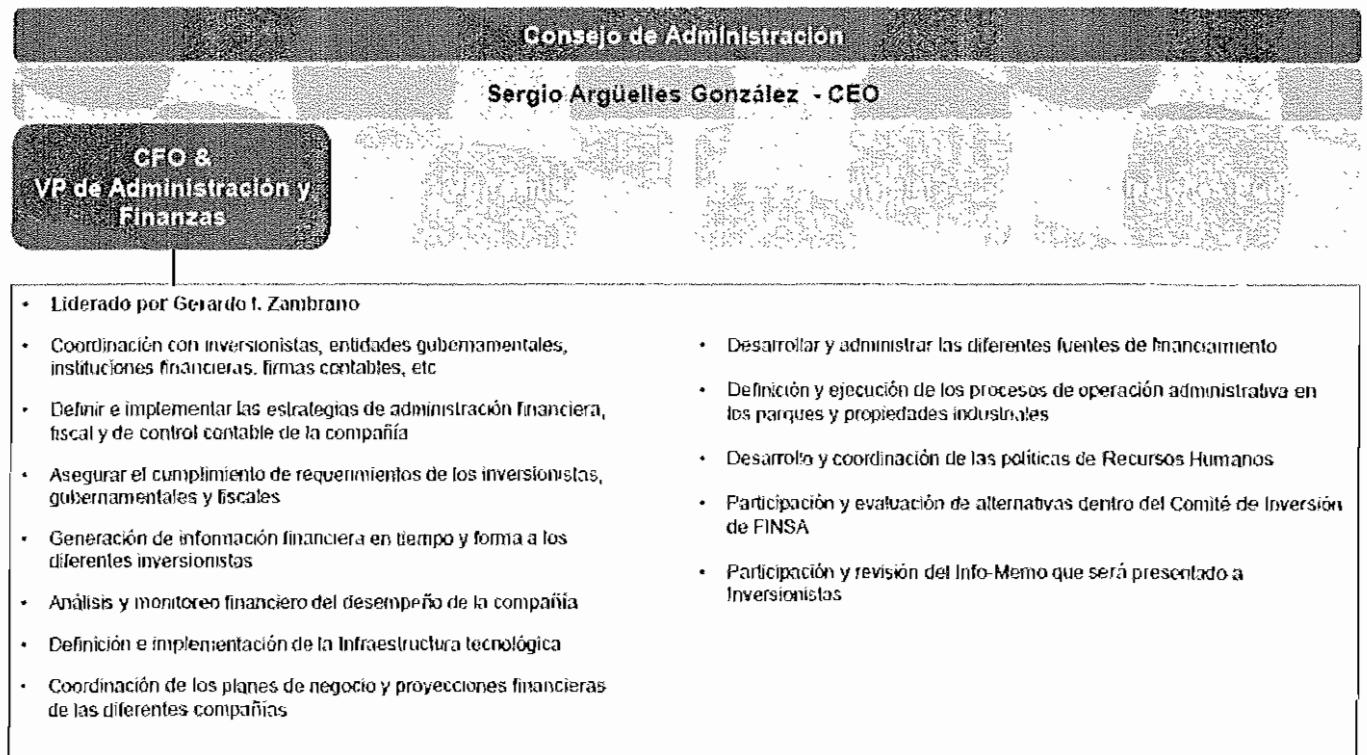 Consejo de Administración
Sergio Argüelles González - CEO
CFO &
VP de Administración y
Finanzas
• Liderado por Gerardo I. Zambrano
• Coordinación con inversionistas, entidades gubernamentales,
instituciones financieras. firmas contables, etc
• Definir e implementar las estrategias de administración financiera,
fiscal y de control contable de la compañía
• Asegurar el cumplimiento de requerimientos de los inversionistas,
gubernamentales y fiscales
• Generación de información financiera en tiempo y forma a los
diferentes inversionistas
• Análisis y monitoreo financiero del desempeño de la compañía
• Definición e implementación de la Infraestructura tecnológica
• Coordinación de los planes de negocio y proyecciones financieras
de las diferentes compañías
• Desarrollar y administrar las diferentes fuentes de financiamiento
• Definición y ejecución de los procesos de operación administrativa en
los parques y propiedades industriales
• Desarrollo y coordinación de las políticas de Recursos Humanos
• Participación y evaluación de alternativas dentro del Comité de Inversión
de FINSA
• Participación y revisión del Info-Memo que será presentado a
Inversionistas